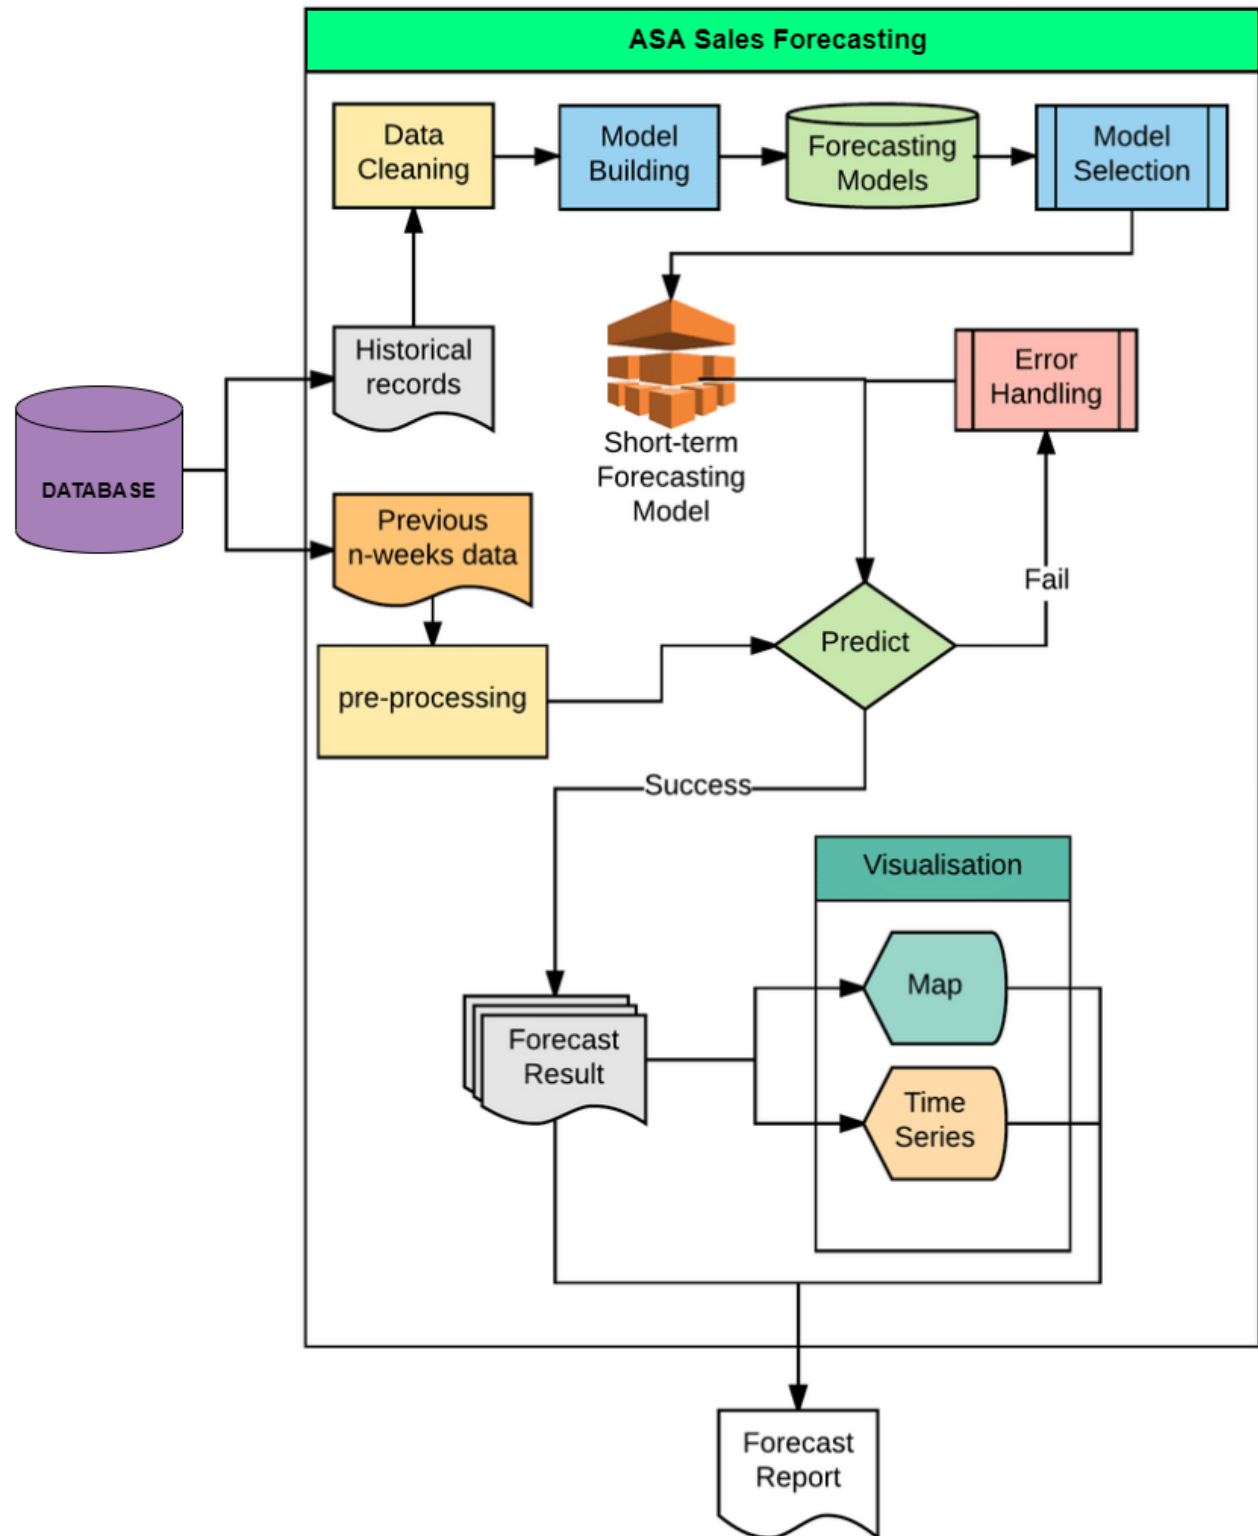 ASA Sales Forecasting
Data
Cleaning
Model
Building
Forecasting
Models
Model
Selection
Historical
records
Short-term
Forecasting
Model
Error
Handling
DATABASE
Previous
n-weeks data
Fail
Predict
pre-processing
Success
Visualisation
Map
Forecast
Result
Time
Series
Forecast
Report